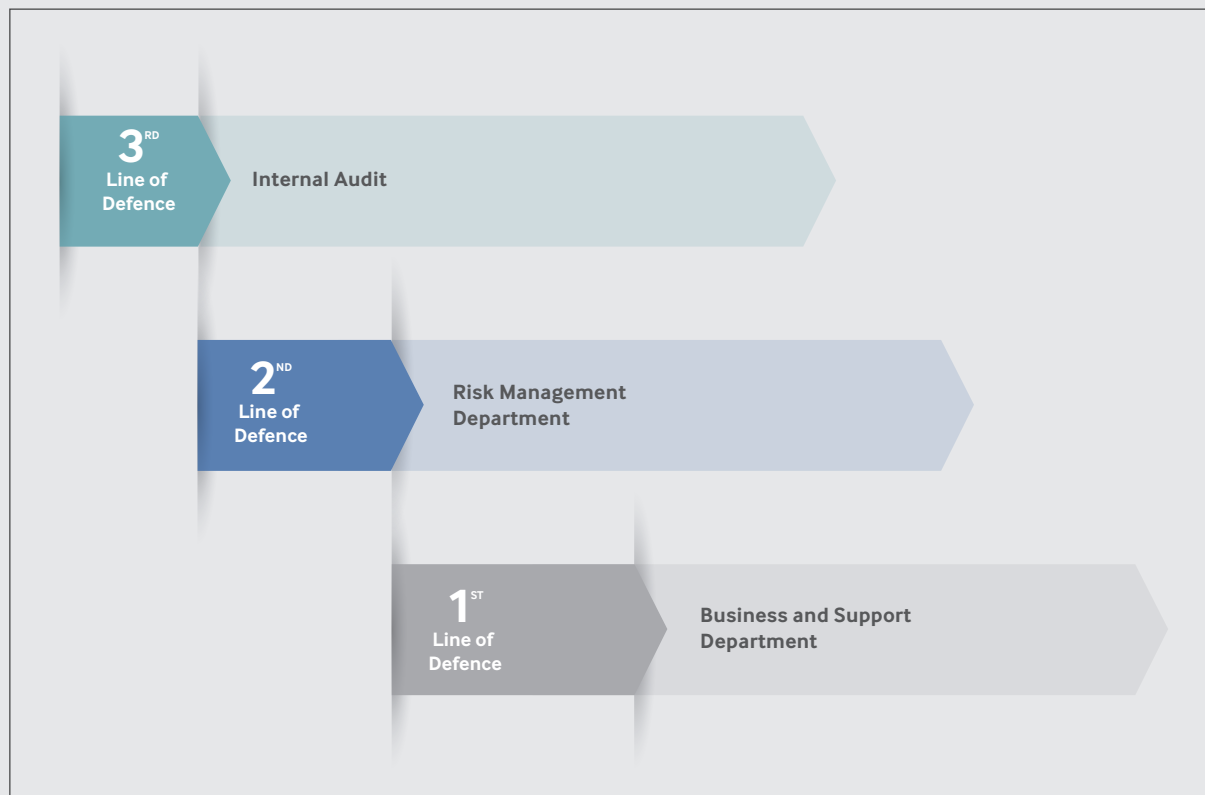 3RD
Line of
Defence
Internal Audit
2ND
Line of
Defence
Risk Management
Department
1ST
Line of
Defence
Business and Support
Department